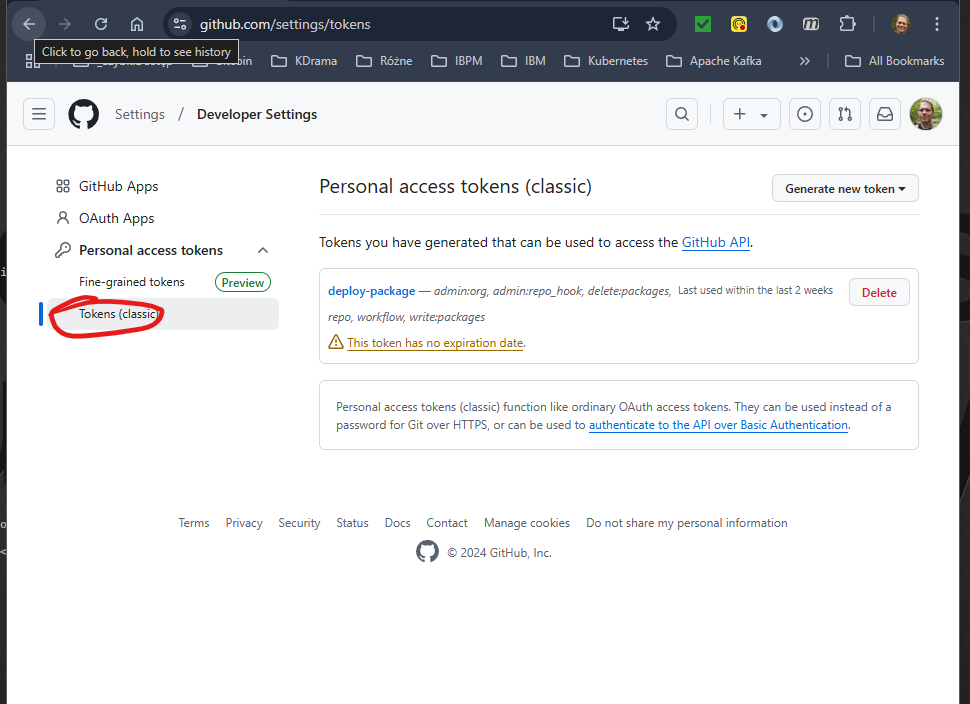 github.com/settings/tokens
Click to go back, hold to see history
KDrama
Różne
IBPM
IBM
Kubernetes
Apache Kafka
»
All Bookmarks
Settings / Developer Settings
GitHub Apps
OAuth Apps
Personal access tokens
Fine-grained tokens
Preview
Tokens (classic)
Personal access tokens (classic)
Generate new token
Tokens you have generated that can be used to access the GitHub API.
deploy-package — admin:org, admin:repo_hook, delete:packages,
repo, workflow, write:packages
Last used within the last 2 weeks
Delete
This token has no expiration date.
Personal access tokens (classic) function like ordinary OAuth access tokens. They can be used instead of a
password for Git over HTTPS, or can be used to authenticate to the API over Basic Authentication.
Terms Privacy Security Status Docs Contact Manage cookies Do not share my personal information
© 2024 GitHub, Inc.